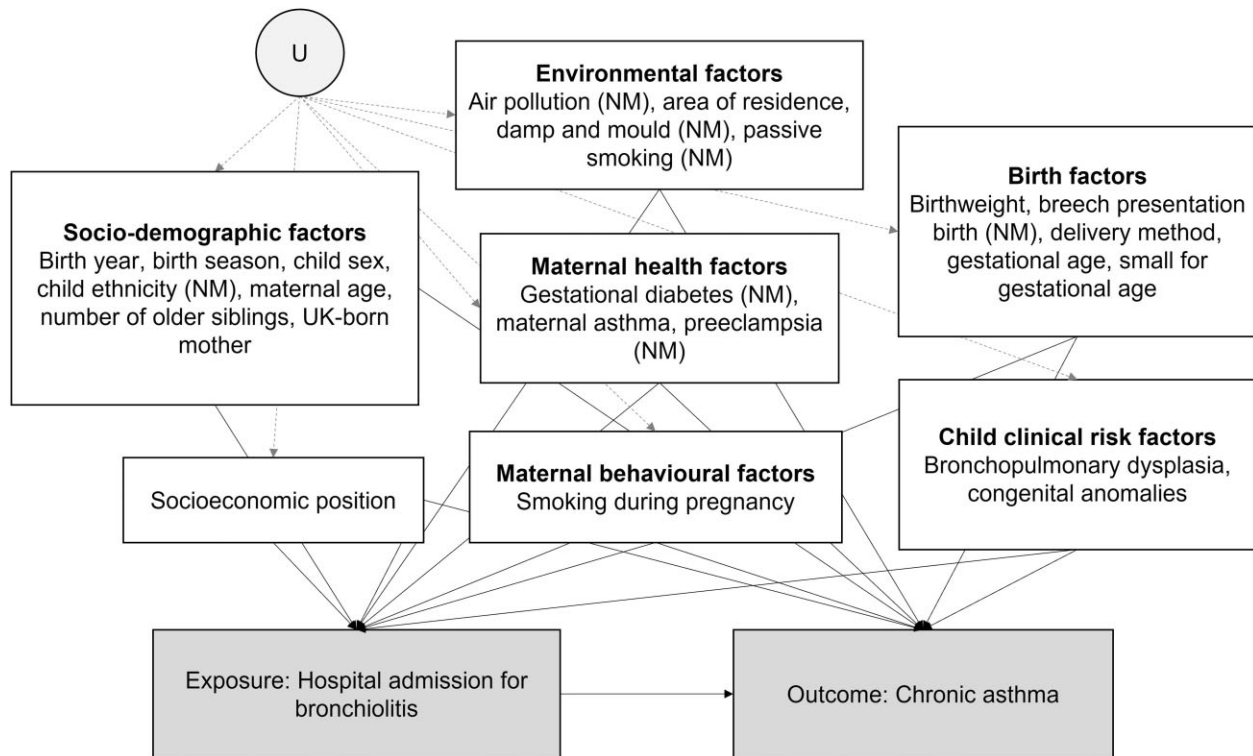 U
Environmental factors
Air pollution (NM), area of residence,
damp and mould (NM), passive
smoking (NM)
Socio-demographic factors
Birth year, birth season, child sex,
child ethnicity (NM), maternal age,
number of older siblings, UK-born
mother
Maternal health factors
Gestational diabetes (NM),
maternal asthma, preeclampsia
(NM)
Birth factors
Birthweight, breech presentation
birth (NM), delivery method,
gestational age, small for
gestational age
Socioeconomic position
Maternal behavioural factors
Smoking during pregnancy
Child clinical risk factors
Bronchopulmonary dysplasia,
congenital anomalies
Exposure: Hospital admission for
bronchiolitis
Outcome: Chronic asthma